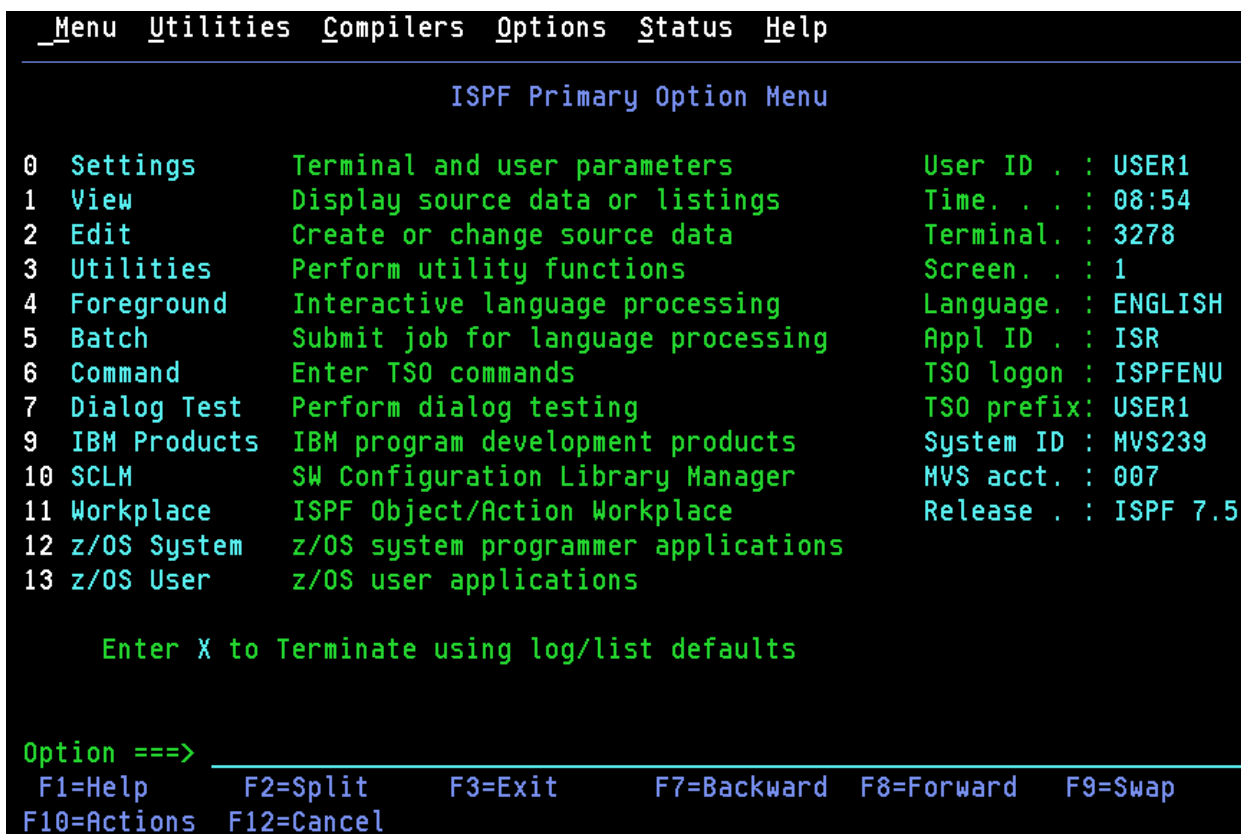 Menu Utilities Compilers Options Status Help
ISPF Primary Option Menu
0 Settings Terminal and user parameters User ID . : USER1
1 View Display source data or listings Time. . . : 08:54
2 Edit Create or change source data Terminal. : 3278
3 Utilities Perform utility functions Screen. . : 1
4 Foreground Interactive language processing Language. : ENGLISH
5 Batch Submit job for language processing Appl ID . : ISR
6 Command Enter TSO commands TSO logon : ISPFENU
7 Dialog Test Perform dialog testing TSO prefix: USER1
9 IBM Products IBM program development products System ID : MVS239
10 SCLM SW Configuration Library Manager MVS acct. : 007
11 Workplace ISPF Object/Action Workplace Release . : ISPF 7.5
12 z/OS System z/OS system programmer applications
13 z/OS User z/OS user applications
Enter X to Terminate using log/list defaults
Option ===>
F1=Help F2=Split F3=Exit F7=Backward F8=Forward F9=Swap
F10=Actions F12=Cancel